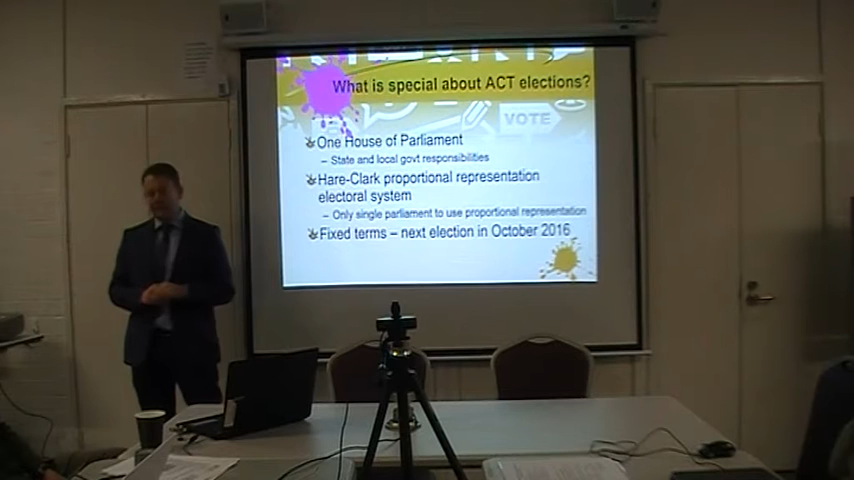 What is special about ACT elections?
VOTE
One House of Parliament
– State and local govt responsibilities
Hare-Clark proportional representation
electoral system
– Only single parliament to use proportional representation
Fixed terms – next election in October 2016